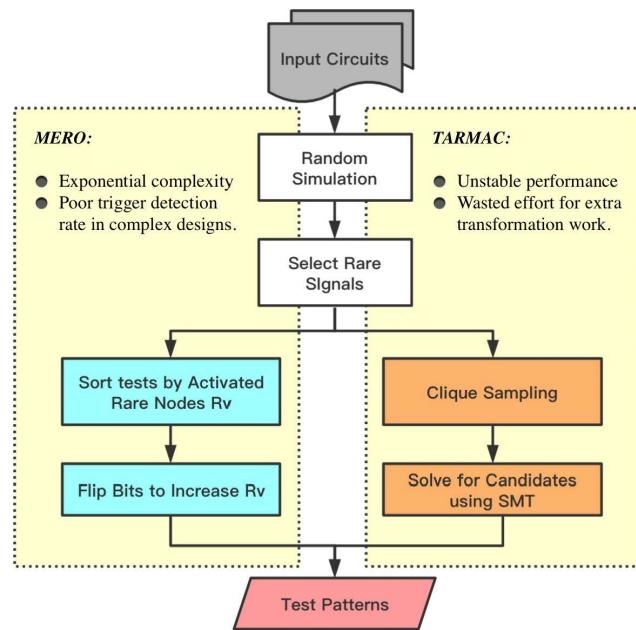 Input Circuits
MERO:
Exponential complexity
Poor trigger detection
rate in complex designs.
TARMAC:
Unstable performance
Wasted effort for extra
transformation work.
Random
Simulation
Select Rare
SIgnals
Sort tests by Activated
Rare Nodes Rv
Flip Bits to Increase Rv
Clique Sampling
Solve for Candidates
using SMT
Test Patterns